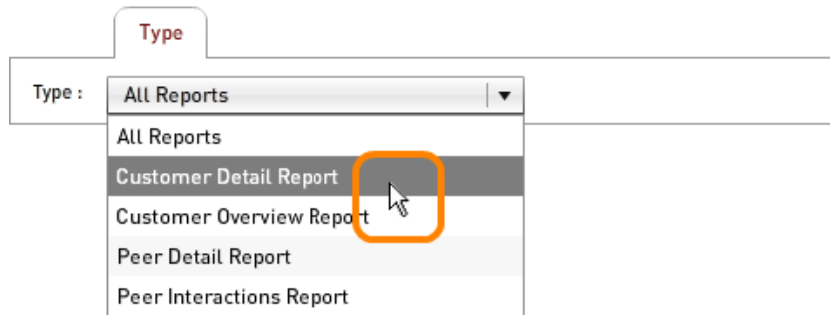 Type
Type : All Reports
All Reports
Customer Detail Report
Customer Overview Report
Peer Detail Report
Peer Interactions Report